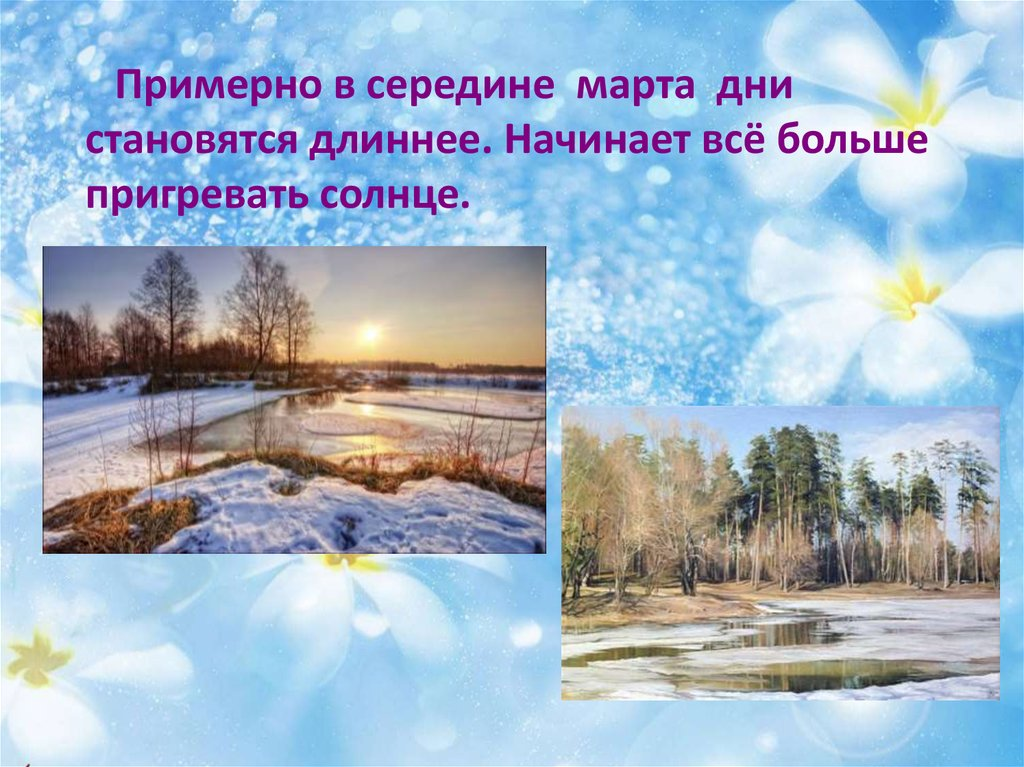 Примерно в середине марта дни
становятся длиннее. Начинает всё больше
пригревать солнце.